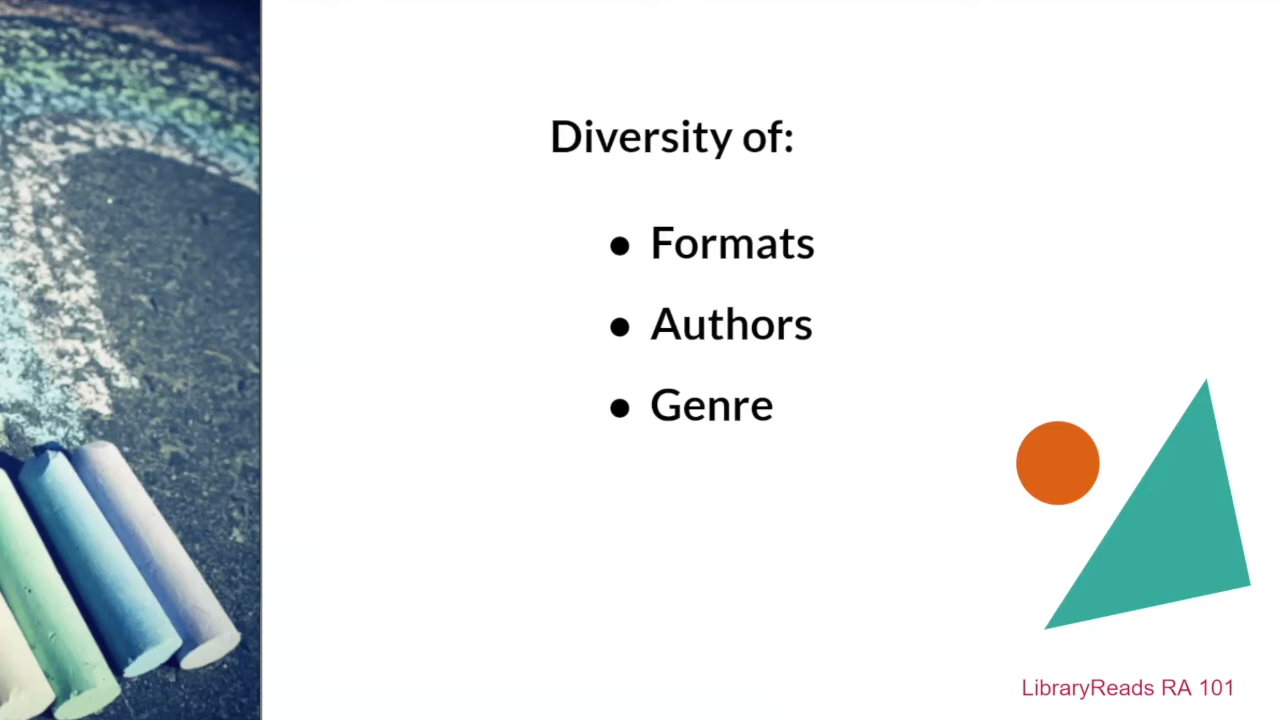 Diversity of:
● Formats
● Authors
● Genre
LibraryReads RA 101